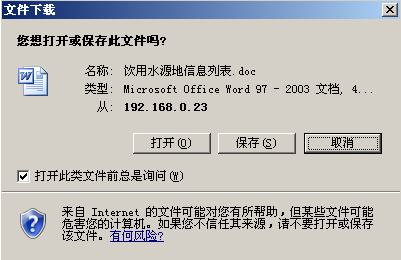 文件下载
您想打开或保存此文件吗?
名称: 饮用水源地信息列表.doc
类型: Microsoft Office Word 97 - 2003 文档, 4...
从: 192.168.0.23
打开(O) 保存(S) 取消
打开此类文件前总是询问(W)
来自 Internet 的文件可能对您有所帮助，但某些文件可能
危害您的计算机。如果您不信任其来源，请不要打开或保存
该文件。有何风险?